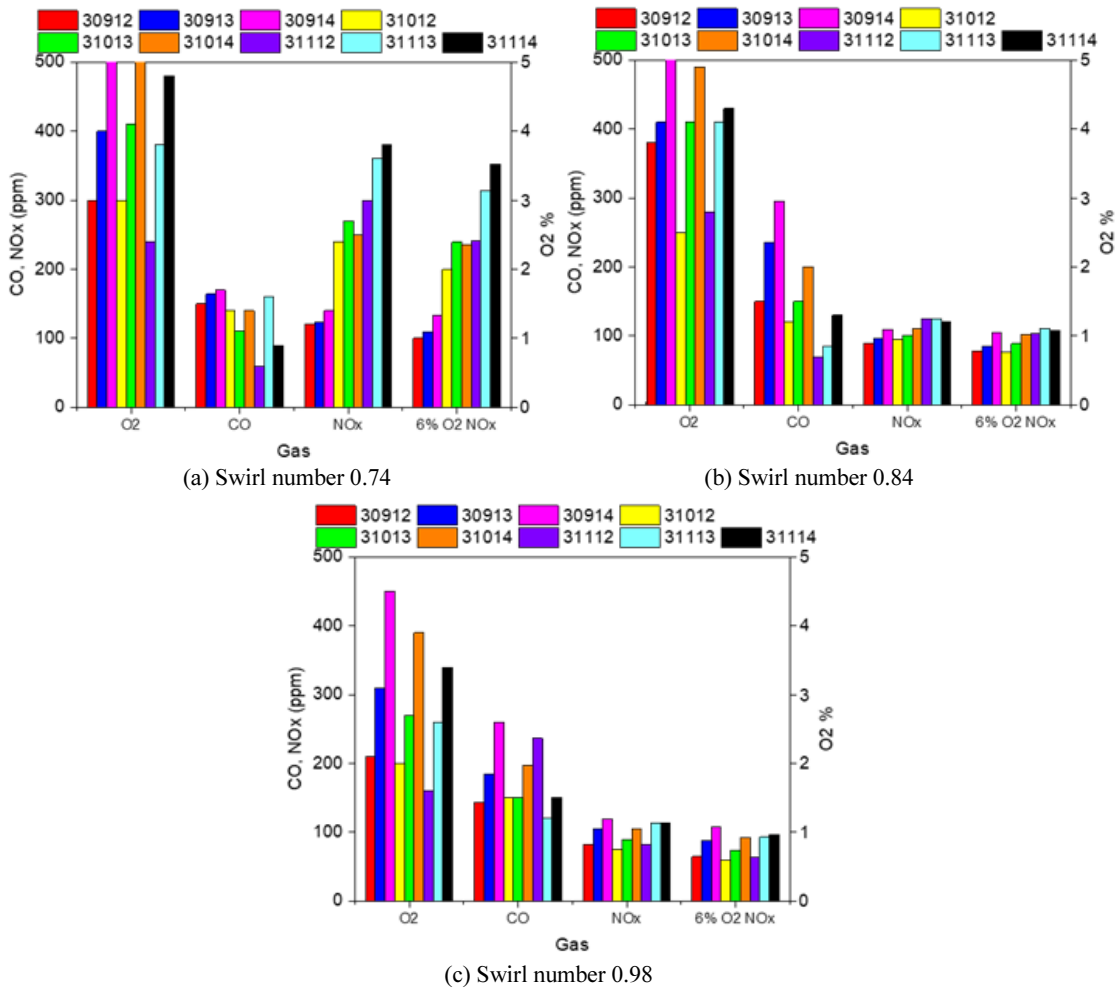 30912 30913 30914 31012
31013 31014 31112 31113 31114
500
400
300
200
100
0
CO, NOx (ppm)
5
4
3
2
1
0
O2 %
O2 CO NOx 6% O2 NOx
Gas
(a) Swirl number 0.74
30912 30913 30914 31012
31013 31014 31112 31113 31114
500
400
300
200
100
0
CO, NOx (ppm)
5
4
3
2
1
0
O2 %
O2 CO NOx 6% O2 NOx
Gas
(b) Swirl number 0.84
30912 30913 30914 31012
31013 31014 31112 31113 31114
500
400
300
200
100
0
CO, NOx (ppm)
5
4
3
2
1
0
O2 %
O2 CO NOx 6% O2 NOx
Gas
(c) Swirl number 0.98